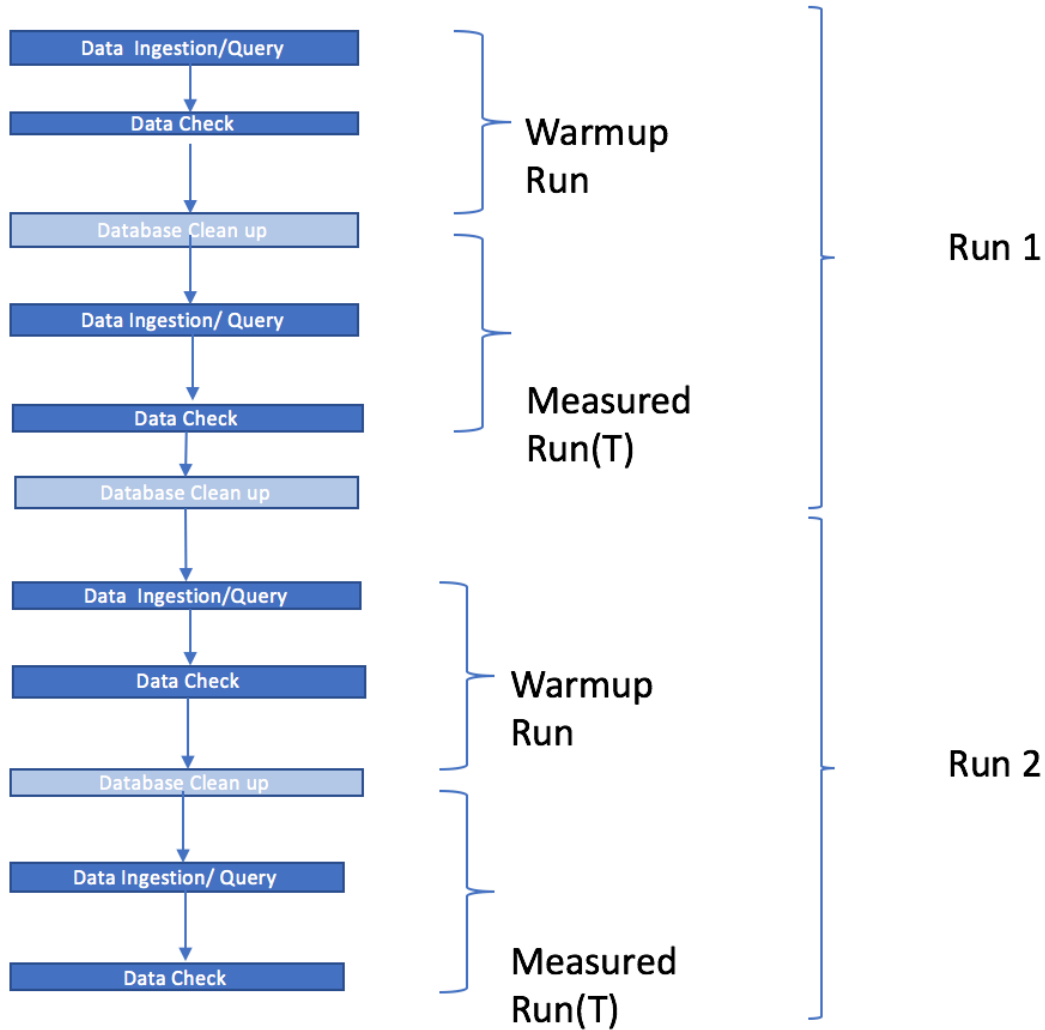 Data  Ingestion/Query
Data Check
Warmup
Run
Database Clean up
Run 1
Data Ingestion/ Query
Measured
Run(T)
Data Check
Database Clean up
Data  Ingestion/Query
Data Check
Warmup
Run
Database Clean up
Run 2
Data Ingestion/ Query
Measured
Run(T)
Data Check